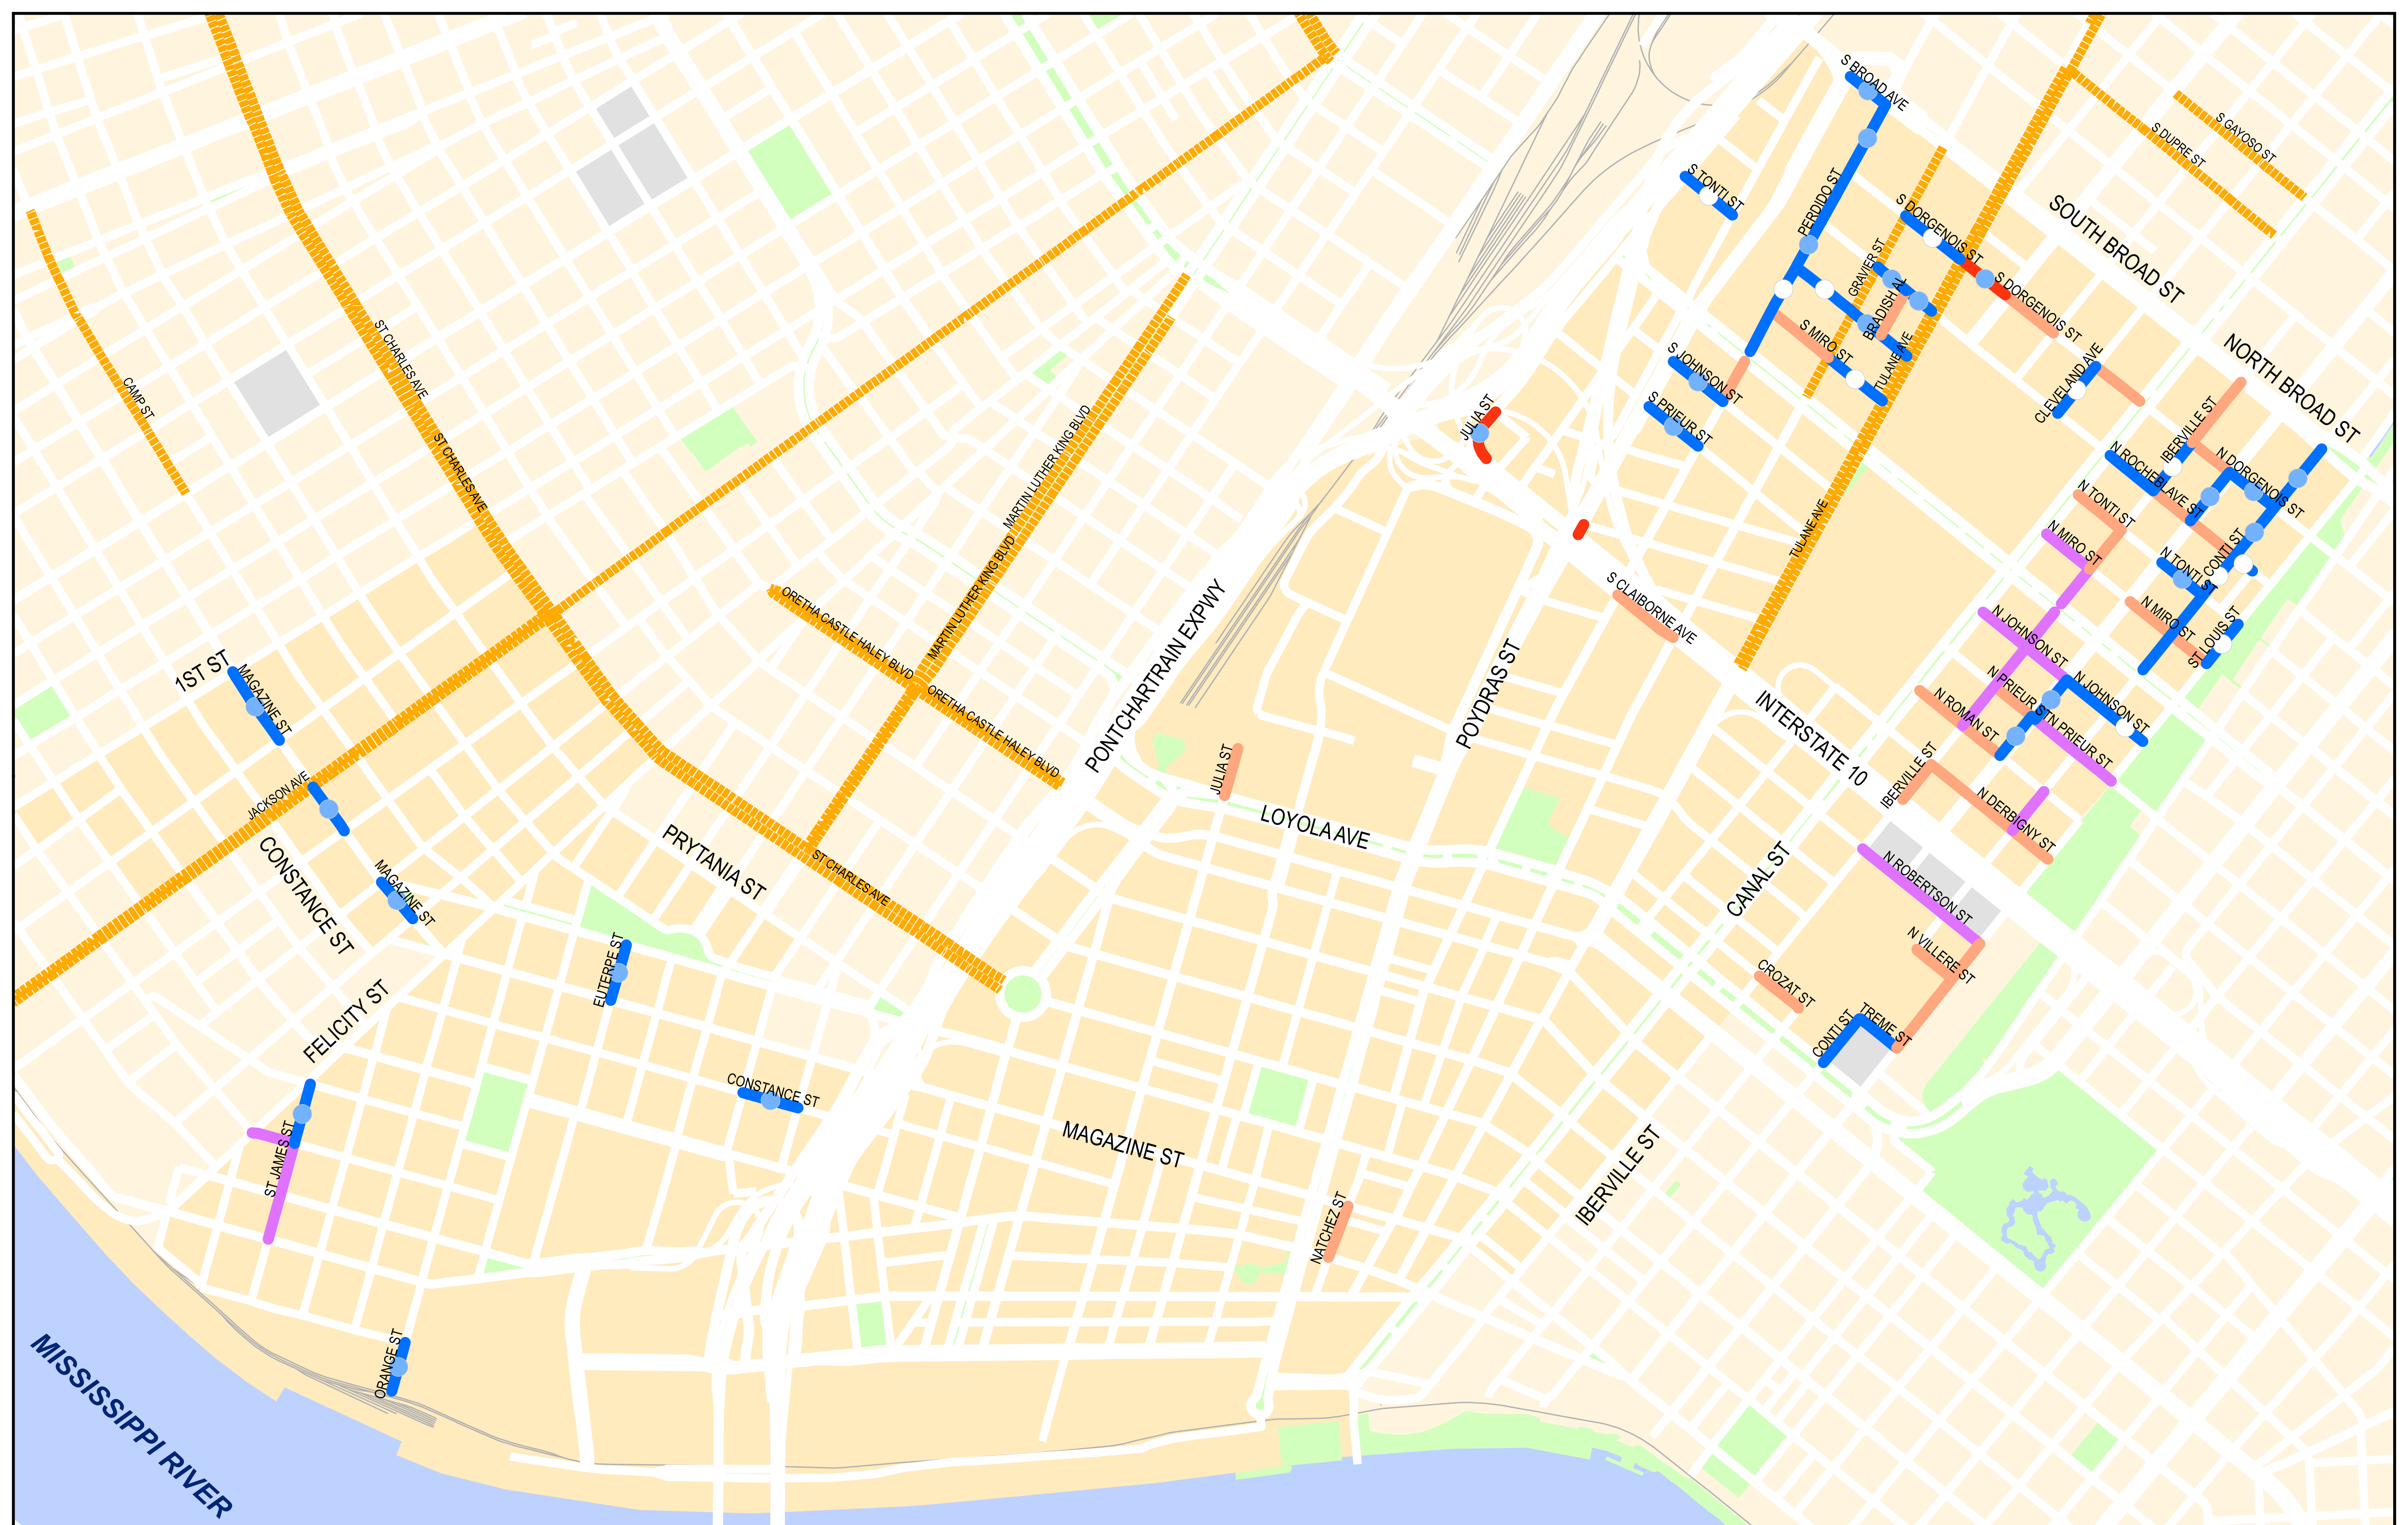 S BROAD AVE
S GAYOSO ST
S DUPRE ST
S TONTI ST
PERDIDO ST
S DORGENOIS ST
SOUTH BROAD ST
GRAVIER ST
BRADISH AL
S DORGENOIS ST
S MIRO ST
TULANE AVE
S JOHNSON ST
S PRIEUR ST
CLEVELAND AVE
NORTH BROAD ST
ST CHARLES AVE
CAMP ST
ST CHARLES AVE
MARTIN LUTHER KING BLVD
MARTIN LUTHER KING BLVD
MARTIN LUTHER KING BLVD
JULIA ST
IBERVILLE ST
N ROCHEBLAVE ST
N DORGENOIS ST
N TONTI ST
N MIRO ST
CONTI ST
N TONTI ST
N MIRO ST
ST LOUIS ST
TULANE AVE
S CLAIBORNE AVE
ORETHA CASTLE HALEY BLVD
ORETHA CASTLE HALEY BLVD
PONTCHARTRAIN EXPWY
POYDRAS ST
INTERSTATE 10
N JOHNSON ST
N PRIEUR ST
N JOHNSON ST
N ROMAN ST
N PRIEUR ST
IBERVILLE ST
N DERBIGNY ST
1ST ST
MAGAZINE ST
JACKSON AVE
CONSTANCE ST
MAGAZINE ST
PRYTANIA ST
ST CHARLES AVE
JULIA ST
LOYOLA AVE
CANAL ST
N ROBERTSON ST
N VILLERE ST
CROZAT ST
CONTI ST
TREME ST
EUTERPE ST
FELICITY ST
CONSTANCE ST
ST JAMES ST
MAGAZINE ST
IBERVILLE ST
NATCHEZ ST
ORANGE ST
MISSISSIPPI RIVER